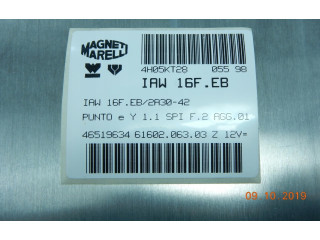 MAGNETI
MARELLI
4H05KT28 055 98
IAW 16F.EB
IAW 16F.EB/2A30-42
PUNTO e Y 1.1 SPI F.2 AGG.01
46519634 61602.063.03 Z 12V=
09.10.2019